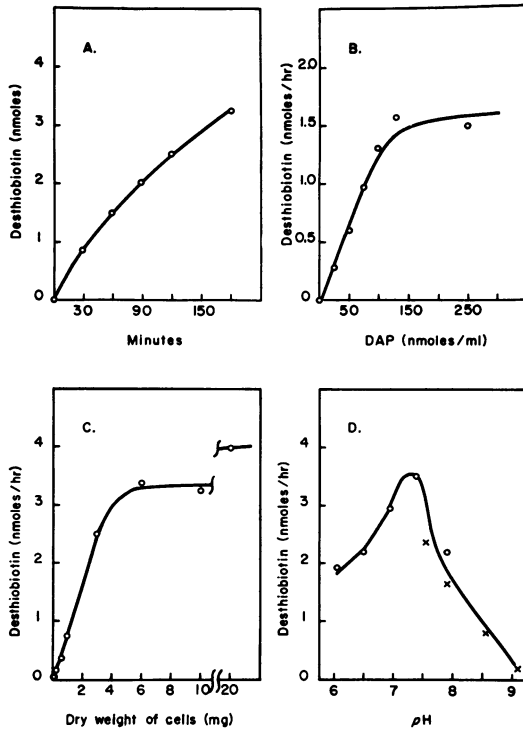 A.
Desthiobiotin (nmoles)
5
4
3
2
1
0
30 90 150
Minutes
B.
Desthiobiotin (nmoles/hr)
2.0
1.5
1.0
0.5
0
50 150 250
DAP (nmoles/ml)
C.
Desthiobiotin (nmoles/hr)
5
4
3
2
1
0
2 4 6 8 10 20
Dry weight of cells (mg)
D.
Desthiobiotin (nmoles/hr)
5
4
3
2
1
0
6 7 8 9
pH